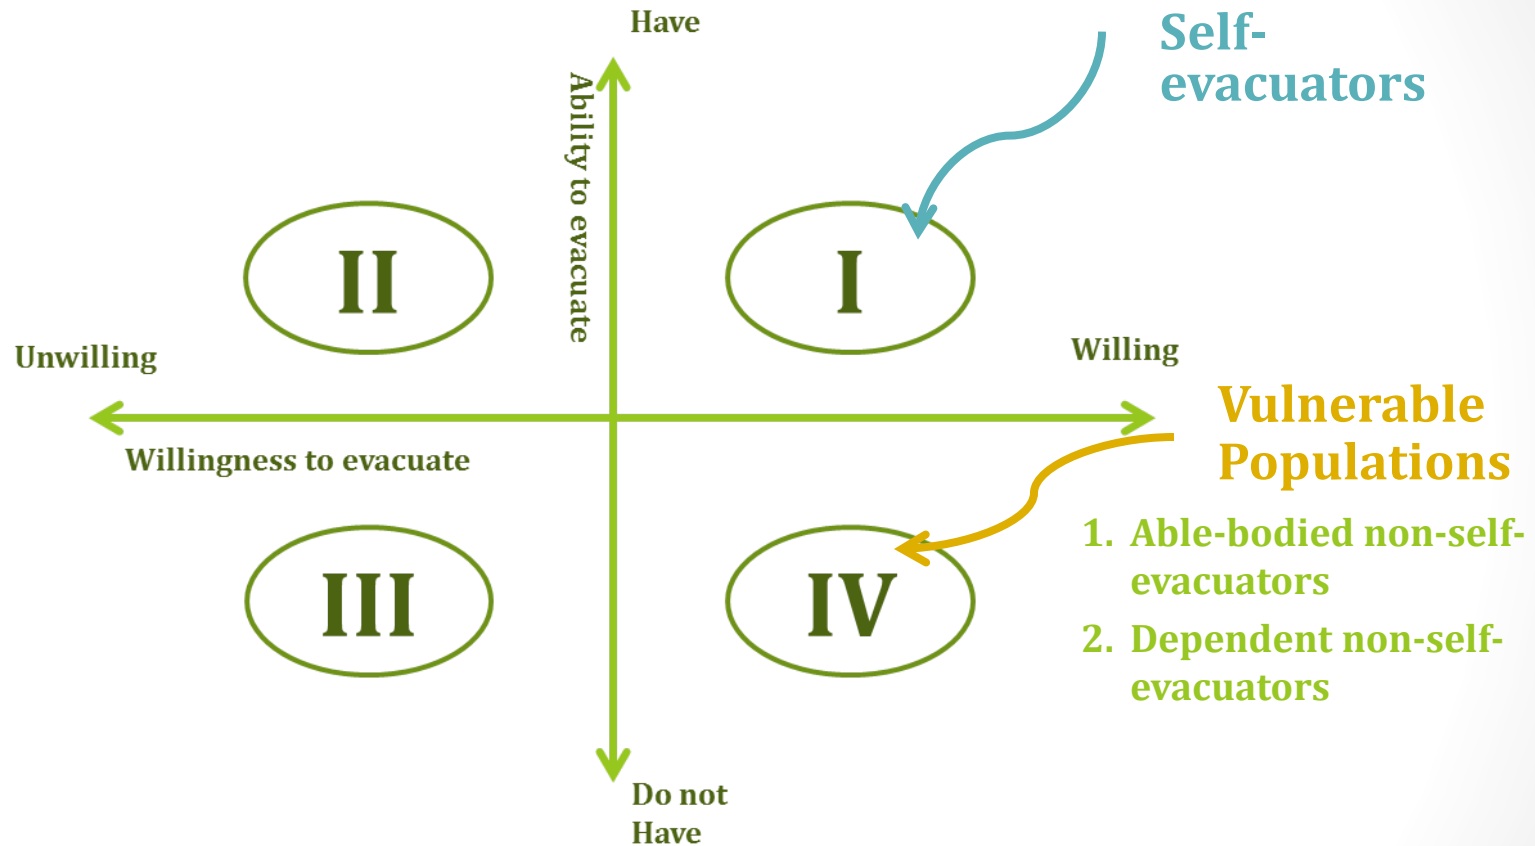 Have
Self-
evacuators
Ability to evacuate
II
I
Unwilling
Willing
Willingness to evacuate
Vulnerable
Populations
1. Able-bodied non-self-
evacuators
2. Dependent non-self-
evacuators
III
IV
Do not
Have